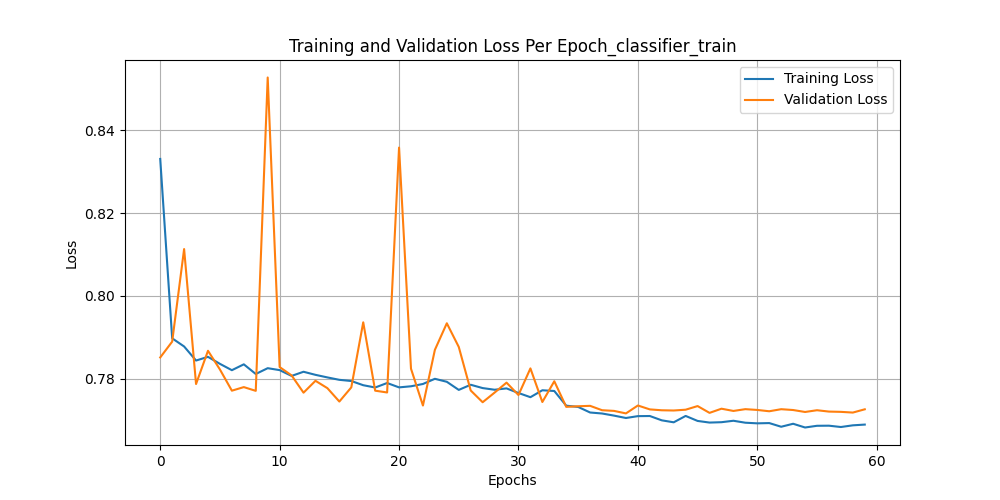 Training and Validation Loss Per Epoch_classifier_train
Training Loss
Validation Loss
0.84
0.82
0.80
0.78
Loss
0
10
20
30
40
50
60
Epochs